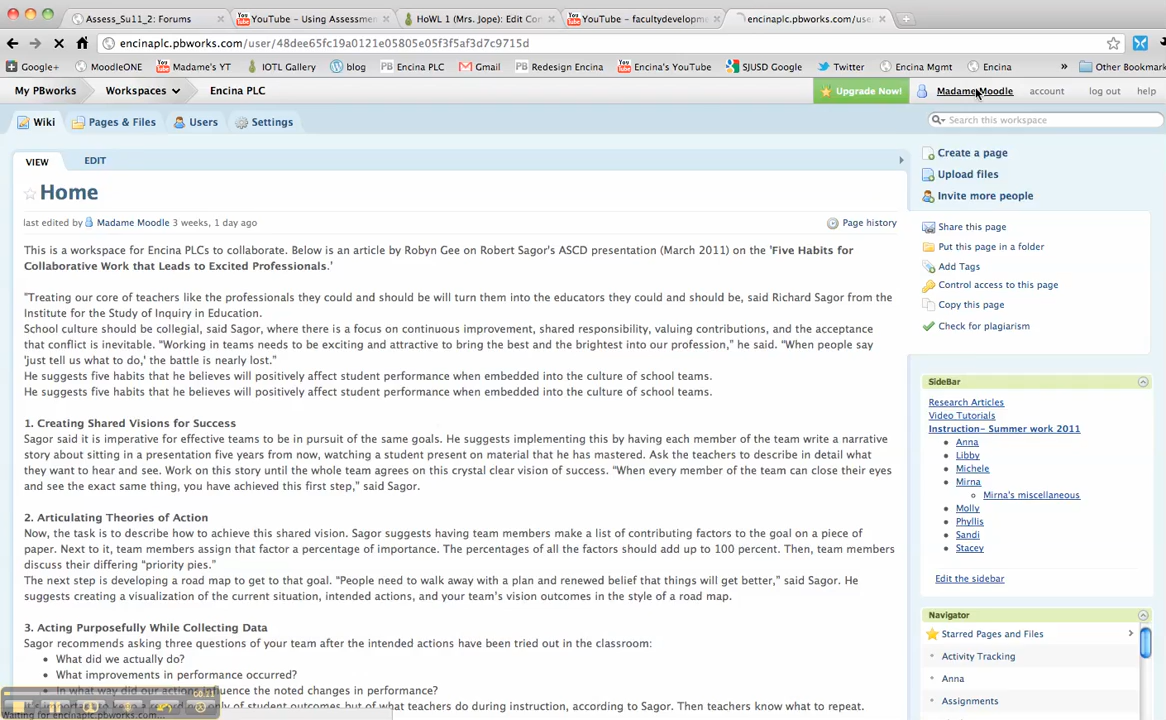 Assess_Su11_2: Forums
YouTube - Using Assessmen
HoWL 1 (Mrs. Jope): Edit Con
YouTube - facultydevelopm
encinaplc.pbworks.com/use
encinaplc.pbworks.com/user/48dee65fc19a0121e05805e05f3f5af3d7c9715d
Google+
MoodleONE
Madame's YT
IOTL Gallery
blog
Encina PLC
Gmail
Redesign Encina
Encina's YouTube
SJUSD Google
Twitter
Encina Mgmt
Encina
»
Other Bookmark
My PBworks
Workspaces
Encina PLC
Upgrade Now!
Madame Moodle
account
log out
help
Wiki
Pages & Files
Users
Settings
Search this workspace
VIEW
EDIT
Home
last edited by Madame Moodle 3 weeks, 1 day ago
Page history
This is a workspace for Encina PLCs to collaborate. Below is an article by Robyn Gee on Robert Sagor's ASCD presentation (March 2011) on the 'Five Habits for
Collaborative Work that Leads to Excited Professionals.'
"Treating our core of teachers like the professionals they could and should be will turn them into the educators they could and should be, said Richard Sagor from the
Institute for the Study of Inquiry in Education.
School culture should be collegial, said Sagor, where there is a focus on continuous improvement, shared responsibility, valuing contributions, and the acceptance
that conflict is inevitable. “Working in teams needs to be exciting and attractive to bring the best and the brightest into our profession,” he said. “When people say
'just tell us what to do,' the battle is nearly lost.”
He suggests five habits that he believes will positively affect student performance when embedded into the culture of school teams.
He suggests five habits that he believes will positively affect student performance when embedded into the culture of school teams.
1. Creating Shared Visions for Success
Sagor said it is imperative for effective teams to be in pursuit of the same goals. He suggests implementing this by having each member of the team write a narrative
story about sitting in a presentation five years from now, watching a student present on material that he has mastered. Ask the teachers to describe in detail what
they want to hear and see. Work on this story until the whole team agrees on this crystal clear vision of success. “When every member of the team can close their eyes
and see the exact same thing, you have achieved this first step,” said Sagor.
2. Articulating Theories of Action
Now, the task is to describe how to achieve this shared vision. Sagor suggests having team members make a list of contributing factors to the goal on a piece of
paper. Next to it, team members assign that factor a percentage of importance. The percentages of all the factors should add up to 100 percent. Then, team members
discuss their differing “priority pies.”
The next step is developing a road map to get to that goal. “People need to walk away with a plan and renewed belief that things will get better,” said Sagor. He
suggests creating a visualization of the current situation, intended actions, and your team’s vision outcomes in the style of a road map.
3. Acting Purposefully While Collecting Data
Sagor recommends asking three questions of your team after the intended actions have been tried out in the classroom:
What did we actually do?
What improvements in performance occurred?
In what way did our actions influence the noted changes in performance?
It's important to keep a record not only of student outcomes but of what teachers do during instruction, according to Sagor. Then teachers know what to repeat.
Waiting for encinaplc.pbworks.com...
Create a page
Upload files
Invite more people
Share this page
Put this page in a folder
Add Tags
Control access to this page
Copy this page
Check for plagiarism
SideBar
Research Articles
Video Tutorials
Instruction- Summer work 2011
Anna
Libby
Michele
Mirna
Mirna's miscellaneous
Molly
Phyllis
Sandi
Stacey
Edit the sidebar
Navigator
Starred Pages and Files
Activity Tracking
Anna
Assignments